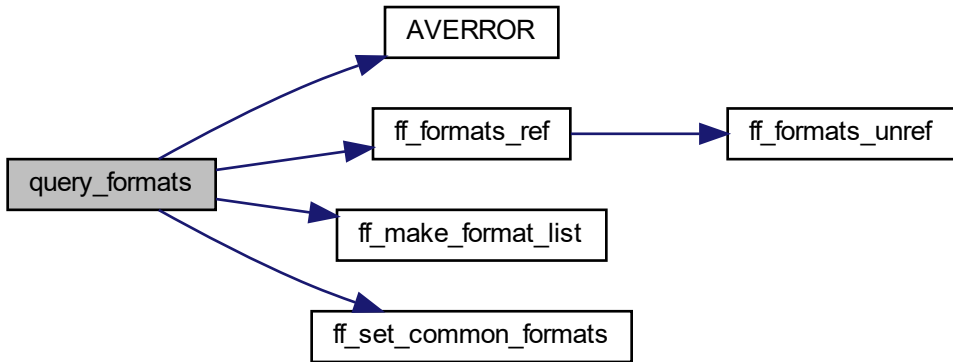 AVERROR
ff_formats_ref
ff_formats_unref
query_formats
ff_make_format_list
ff_set_common_formats